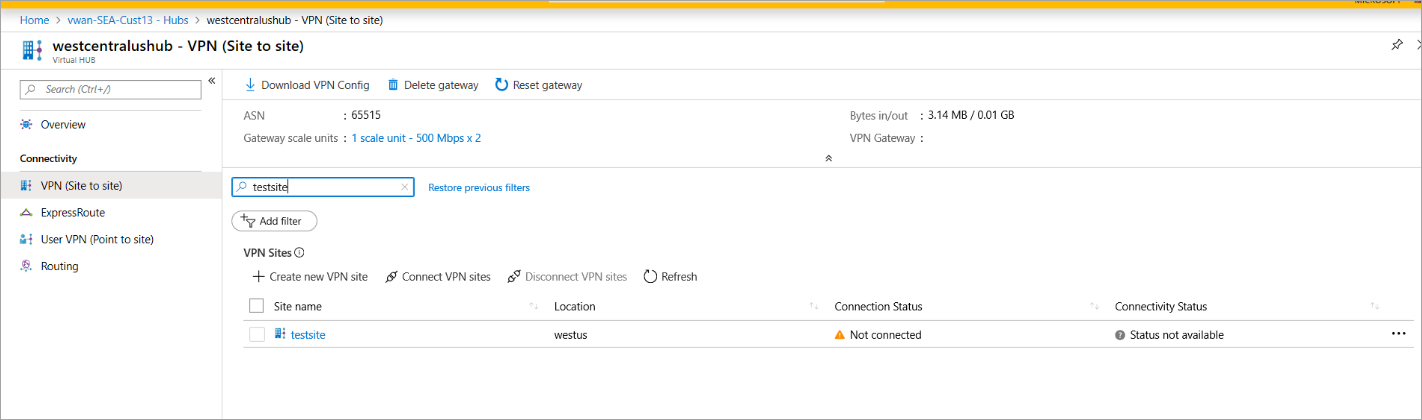 MICROSOFT
Home > vwan-SEA-Cust13 - Hubs > westcentralushub - VPN (Site to site)
westcentralushub - VPN (Site to site)
Virtual HUB
Search (Ctrl+/)
«
Overview
Connectivity
VPN (Site to site)
ExpressRoute
User VPN (Point to site)
Routing
Download VPN Config Delete gateway Reset gateway
ASN : 65515 Bytes in/out : 3.14 MB / 0.01 GB
Gateway scale units : 1 scale unit - 500 Mbps x 2 VPN Gateway :
testsite Restore previous filters
Add filter
VPN Sites
Create new VPN site Connect VPN sites Disconnect VPN sites Refresh
Site name Location Connection Status Connectivity Status
testsite westus Not connected Status not available